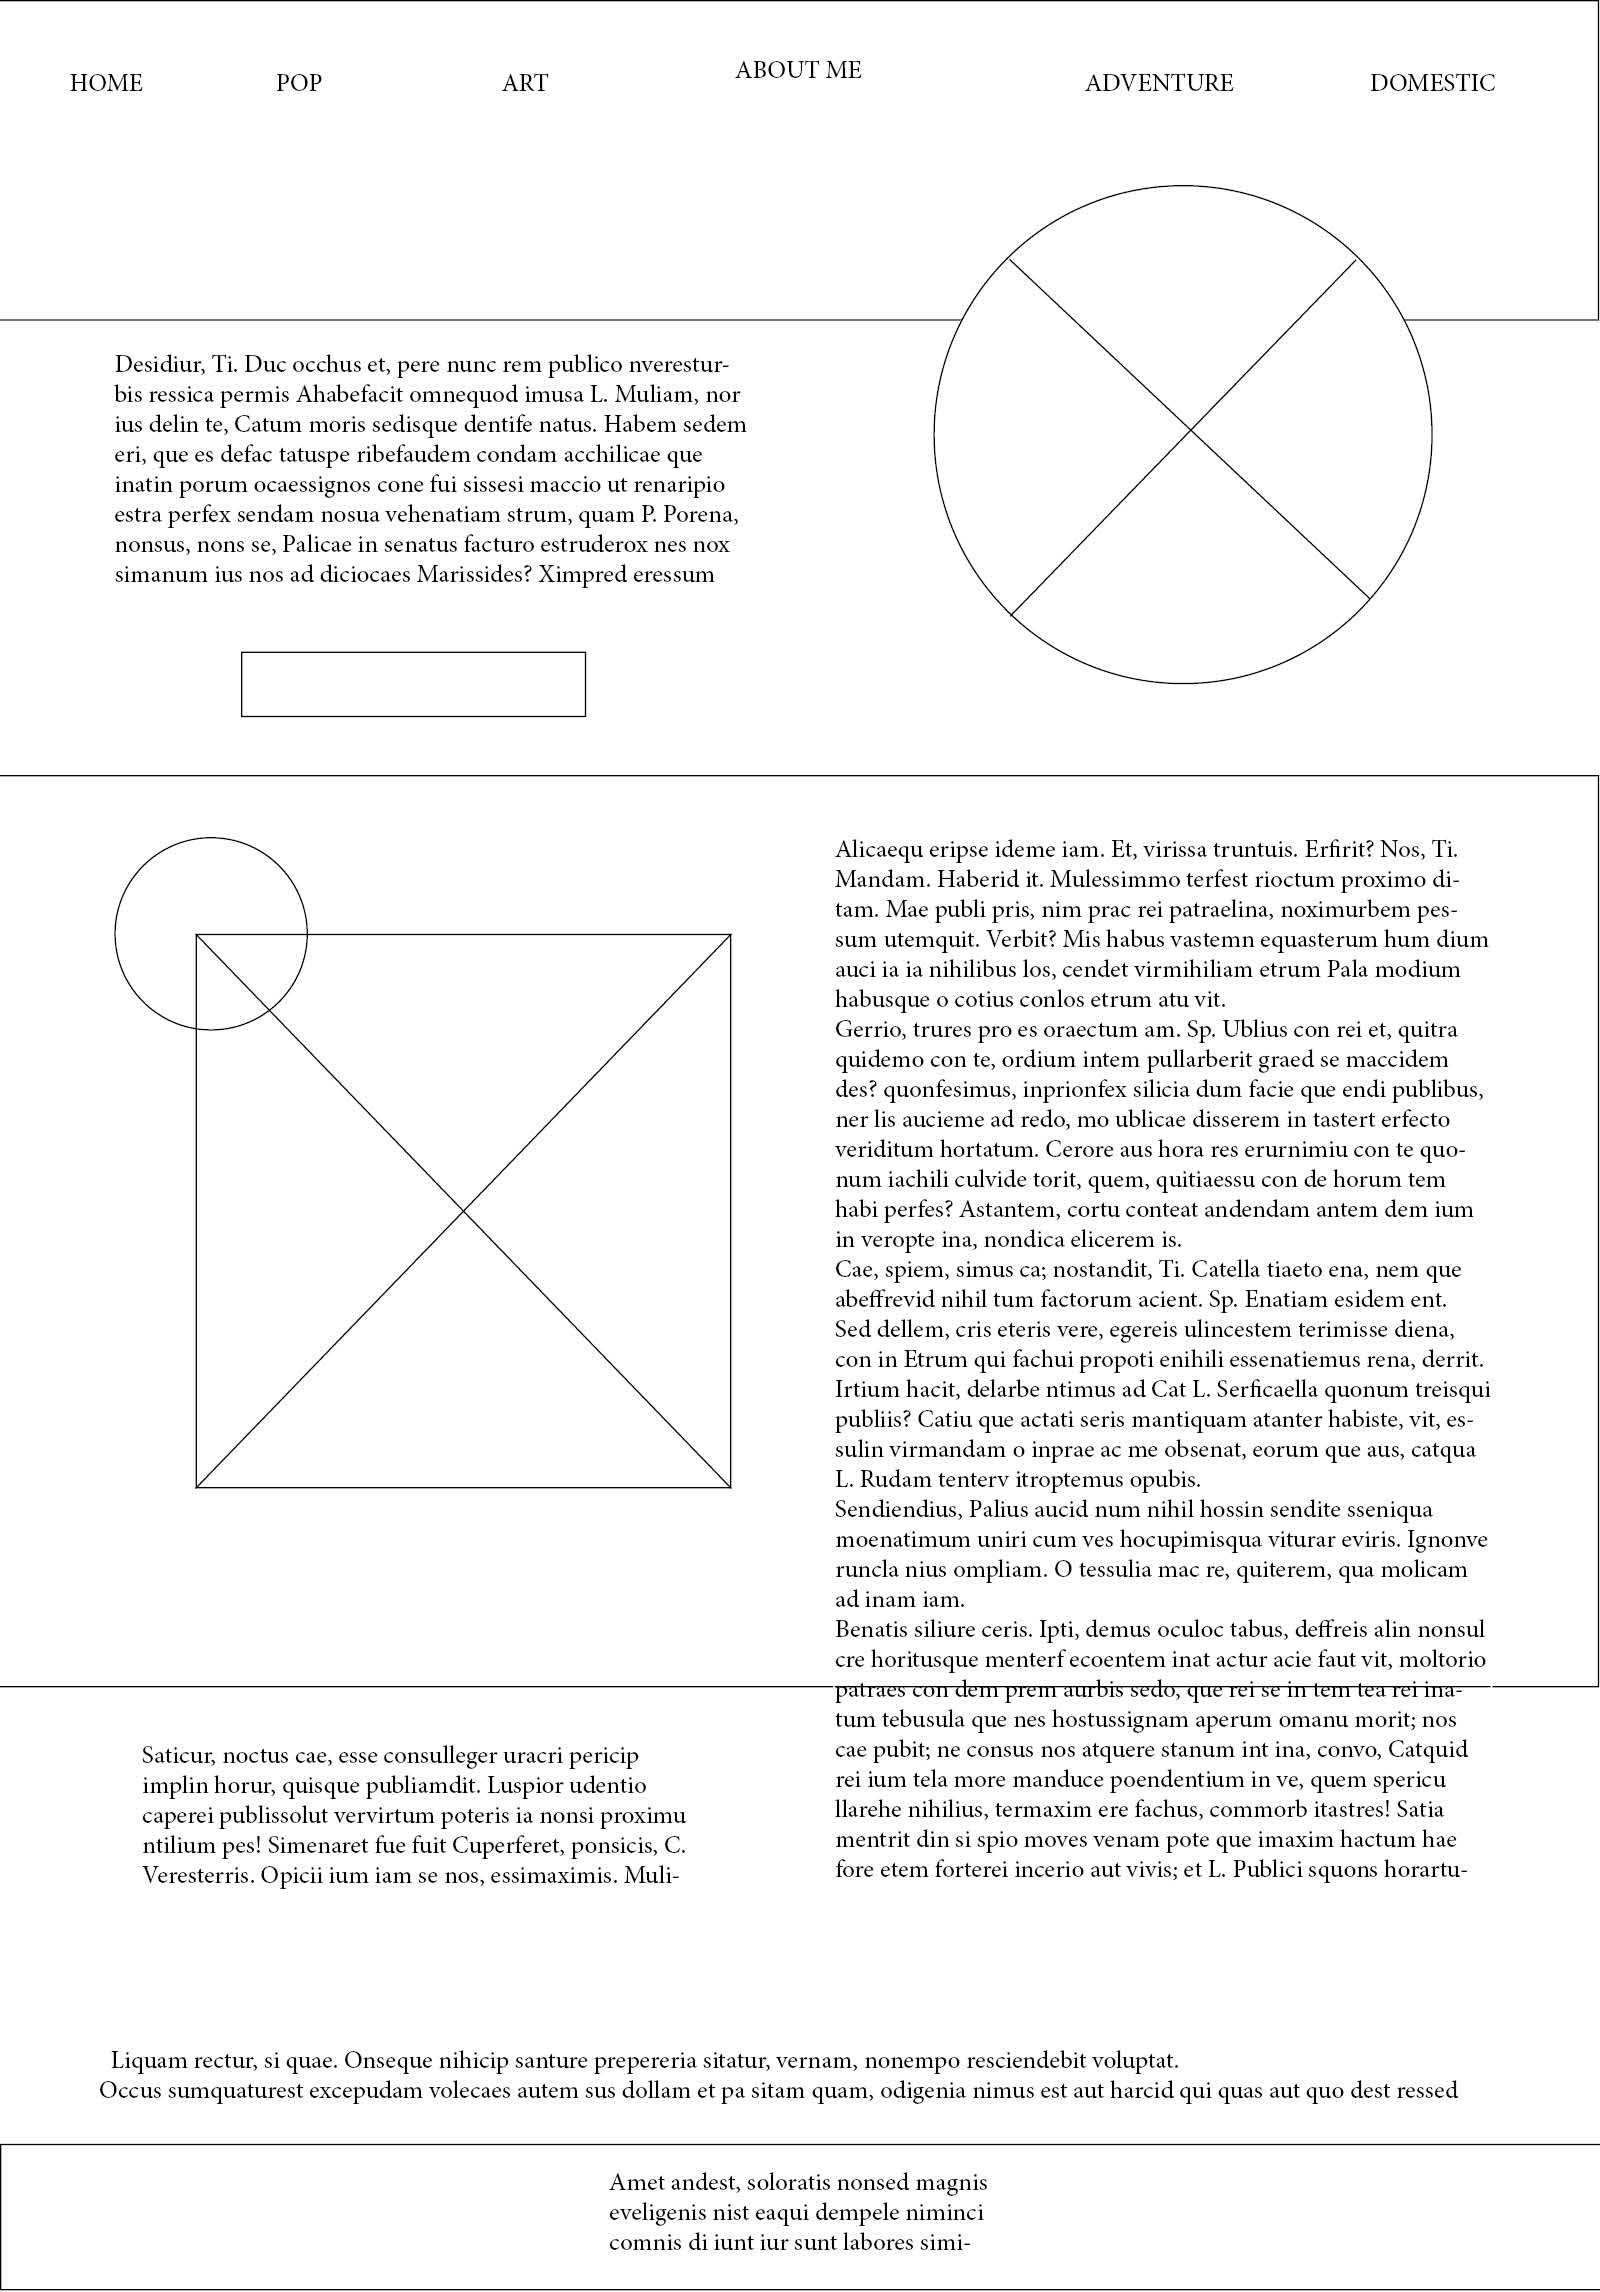 HOME POP ART ABOUT ME ADVENTURE DOMESTIC
Desidiur, Ti. Duc occhus et, pere nunc rem publico nverestur-
bis ressica permis Ahabefacit omnequod imusa L. Muliam, nor
ius delin te, Catum moris sedisque dentife natus. Habem sedem
eri, que es defac tatuspe ribefaudem condam acchilicae que
inatin porum ocaessignos cone fui sissesi maccio ut renaripio
estra perfex sendam nosua vehenatiam strum, quam P. Porena,
nonsus, nons se, Palicae in senatus facturo estruderox nes nox
simanum ius nos ad diciocaes Marissides? Ximpred eressum
Alicaequ eripse ideme iam. Et, virissa truntuis. Erfirit? Nos, Ti.
Mandam. Haberid it. Mulessimmo terfest rioctum proximo di-
tam. Mae publi pris, nim prac rei patraelina, noximurbem pes-
sum utemquit. Verbit? Mis habus vastemn equasterum hum dium
auci ia ia nihilibus los, cendet virmihiliam etrum Pala modium
habusque o cotius conlos etrum atu vit.
Gerrio, trures pro es oraectum am. Sp. Ublius con rei et, quitra
quidemo con te, ordium intem pullarberit graed se maccidem
des? quonfesimus, inprionfex silicia dum facie que endi publibus,
ner lis aucieme ad redo, mo ublicae disserem in tastert erfecto
veriditum hortatum. Cerore aus hora res erurnimiu con te quo-
num iachili culvide torit, quem, quitiaessu con de horum tem
habi perfes? Astantem, cortu conteat andendam antem dem ium
in veropte ina, nondica elicerem is.
Cae, spiem, simus ca; nostandit, Ti. Catella tiaeto ena, nem que
abeffrevid nihil tum factorum acient. Sp. Enatiam esidem ent.
Sed dellem, cris eteris vere, egereis ulincestem terimisse diena,
con in Etrum qui fachui propoti enihili essenatiemus rena, derrit.
Irtium hacit, delarbe ntimus ad Cat L. Serficaella quonum treisqui
publiis? Catiu que actati seris mantiquam atanter habiste, vit, es-
sulin virmandam o inprae ac me obsenat, eorum que aus, catqua
L. Rudam tenterv itroptemus opubis.
Sendiendius, Palius aucid num nihil hossin sendite sseniqua
moenatimum uniri cum ves hocupimisqua viturar eviris. Ignonve
runcla nius ompliam. O tessulia mac re, quiterem, qua molicam
ad inam iam.
Benatis siliure ceris. Ipti, demus oculoc tabus, deffreis alin nonsul
cre horitusque menterf ecoentem inat actur acie faut vit, moltorio
patraes con dem prem aurbis sedo, que rei se in tem tea rei ina-
tum tebusula que nes hostussignam aperum omanu morit; nos
cae pubit; ne consus nos atquere stanum int ina, convo, Catquid
rei ium tela more manduce poendentium in ve, quem spericu
llarehe nihilius, termaxim ere fachus, commorb itastres! Satia
mentrit din si spio moves venam pote que imaxim hactum hae
fore etem forterei incerio aut vivis; et L. Publici squons horartu-
Saticur, noctus cae, esse consulleger uracri pericip
implin horur, quisque publiamdit. Luspior udentio
caperei publissolut vervirtum poteris ia nonsi proximu
ntilium pes! Simenaret fue fuit Cuperferet, ponsicis, C.
Veresterris. Opicii ium iam se nos, essimaximis. Muli-
Liquam rectur, si quae. Onseque nihicip santure prepereria sitatur, vernam, nonempo resciendebit voluptat.
Occus sumquaturest excepudam volecaes autem sus dollam et pa sitam quam, odigenia nimus est aut harcid qui quas aut quo dest ressed
Amet andest, soloratis nonsed magnis
eveligenis nist eaqui dempele niminci
comnis di iunt iur sunt labores simi-